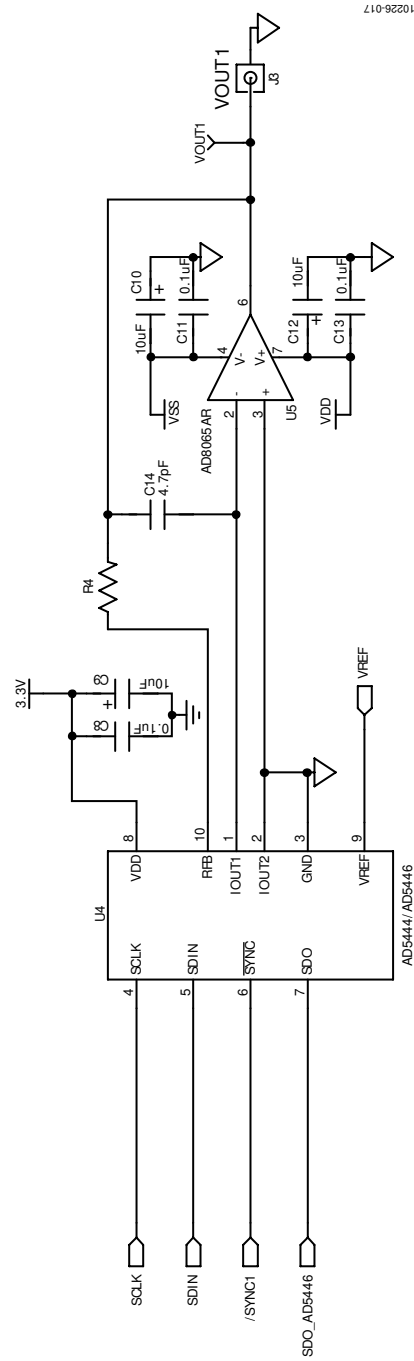 SCLK
SDIN
/SYNC1
SDO_AD5446
4
5
6
7
U4
SCLK
SDIN
SYNC
SDO
VDD
RFB
IOUT1
IOUT2
GND
VREF
AD5444/AD5446
8
10
1
2
3
9
3.3V
C8
0.1uF
C9
10uF
+
R4
C14
4.7pF
VREF
AD8065AR
2
3
-
+
4
V-
V+
7
6
U5
VSS
10uF
C10
+
C11
0.1uF
VDD
C12
10uF
+
C13
0.1uF
VOUT1
VOUT1
J3
10226-017